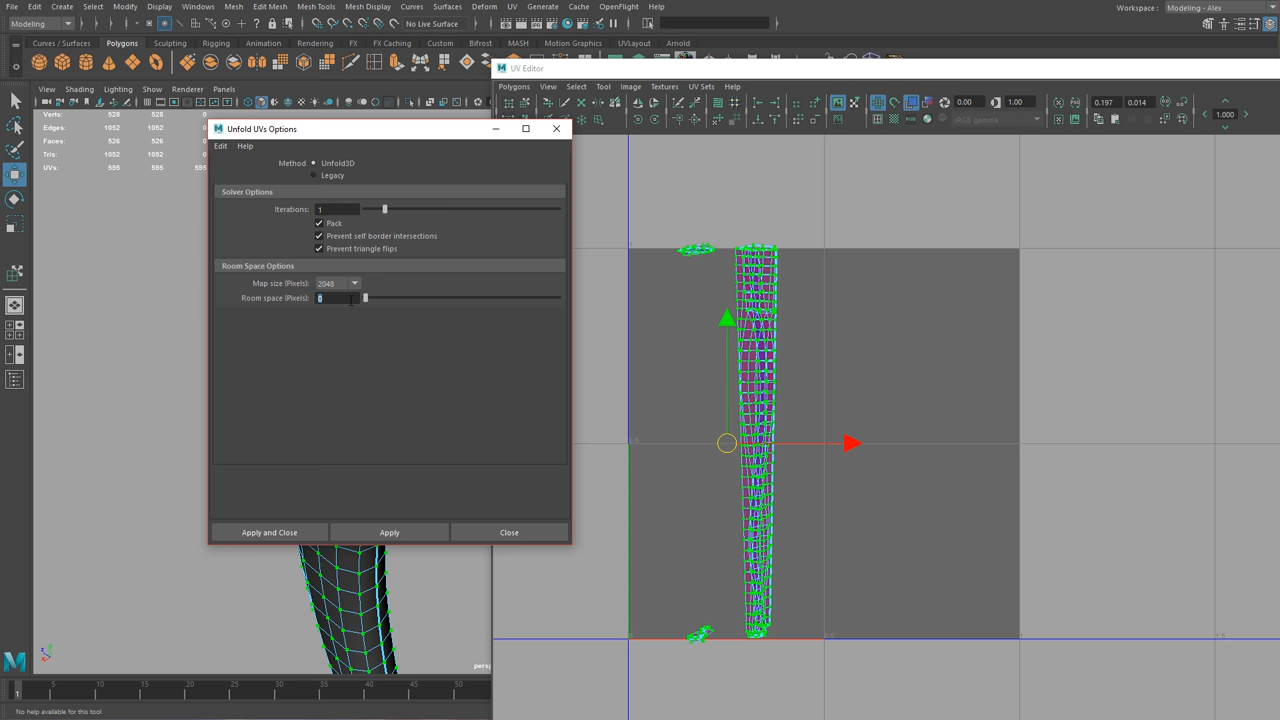 File Edit Create Select Modify Display Windows Mesh Edit Mesh Mesh Tools Mesh Display Curves Surfaces Deform UV Generate Cache OpenFlight Help
Workspace : Modeling - Alex
Modeling
No Live Surface
Curves / Surfaces Polygons Sculpting Rigging Animation Rendering FX FX Caching Custom Bifrost MASH Motion Graphics UVLayout Arnold
UV Editor
View Shading Lighting Show Renderer Panels
Polygons View Select Tool Image Textures UV Sets Help
0.00 1.00 0.197 0.014
sRGB gamma
1.000
Verts: 528 528
Edges: 1052 1052
Faces: 526 526
Tris: 1052 1052
UVs: 595 595 595
Unfold UVs Options
Edit Help
Method Unfold3D
Legacy
Solver Options
Iterations: 1
Pack
Prevent self border intersections
Prevent triangle flips
Room Space Options
Map size (Pixels): 2048
Room space (Pixels): 0
Apply and Close Apply Close
persp
1 5 10 15 20 25 30 35 40 45 50
No help available for this tool